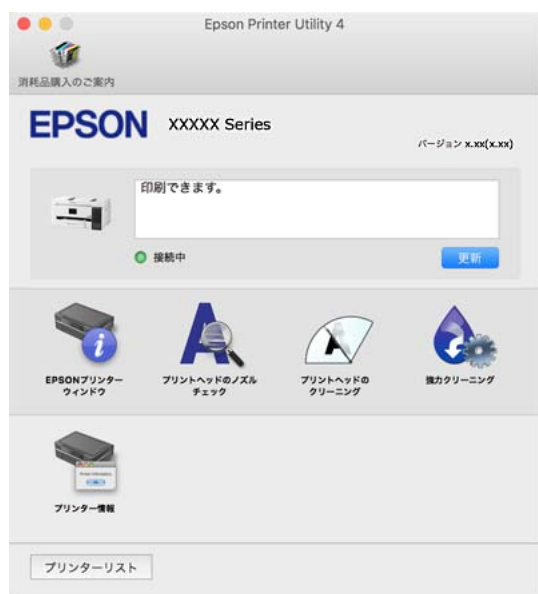 Epson Printer Utility 4
消耗品購入のご案内
EPSON XXXXX Series
バージョン x.xx(x.xx)
印刷できます。
接続中
更新
EPSONプリンター
ウィンドウ
プリントヘッドのノズル
チェック
プリントヘッドの
クリーニング
強力クリーニング
プリンター情報
プリンターリスト